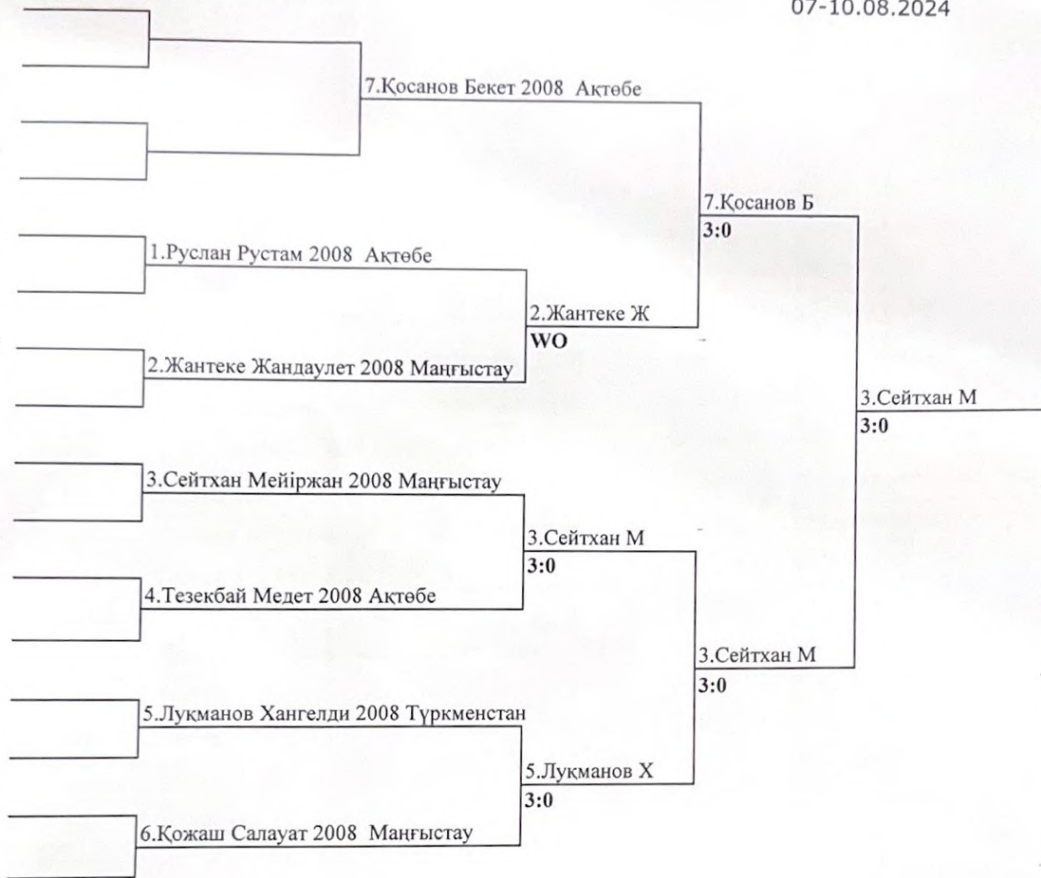 07-10.08.2024
7.Қосанов Бекет 2008 Ақтөбе
7.Қосанов Б
3:0
1.Руслан Рустам 2008 Ақтөбе
2.Жантеке Ж
WO
2.Жантеке Жандаулет 2008 Маңғыстау
3.Сейтхан М
3:0
3.Сейтхан Мейіржан 2008 Маңғыстау
3.Сейтхан М
3:0
4.Тезекбай Медет 2008 Ақтөбе
3.Сейтхан М
3:0
5.Луқманов Хангелди 2008 Түркменстан
5.Луқманов Х
3:0
6.Қожаш Салауат 2008 Маңғыстау